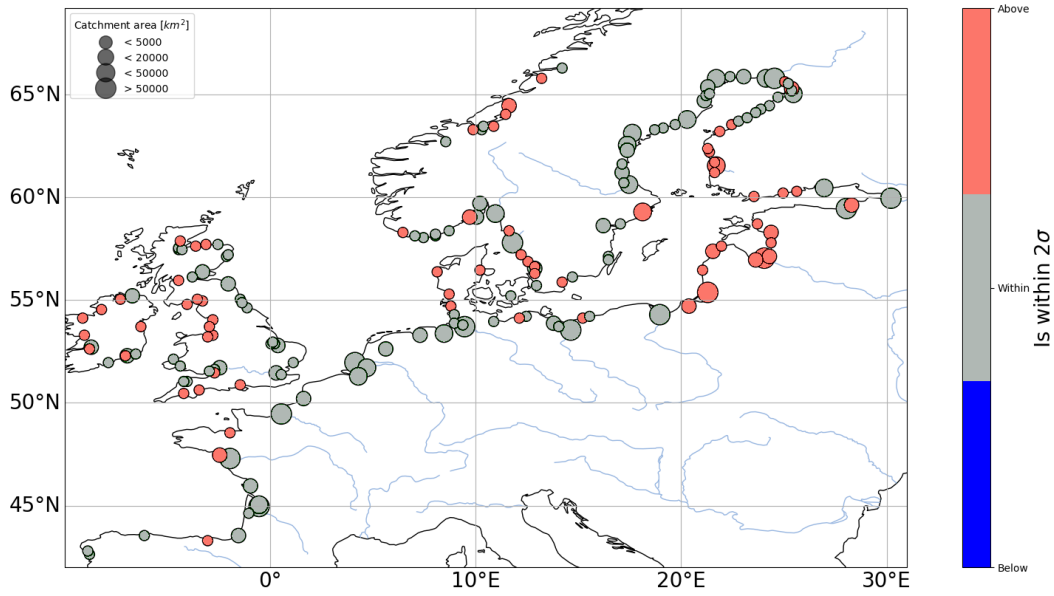 Catchment area [km²]
< 5000
< 20000
< 50000
> 50000
65°N
60°N
55°N
50°N
45°N
0°
10°E
20°E
30°E
Above
Within
Below
Is within 2σ